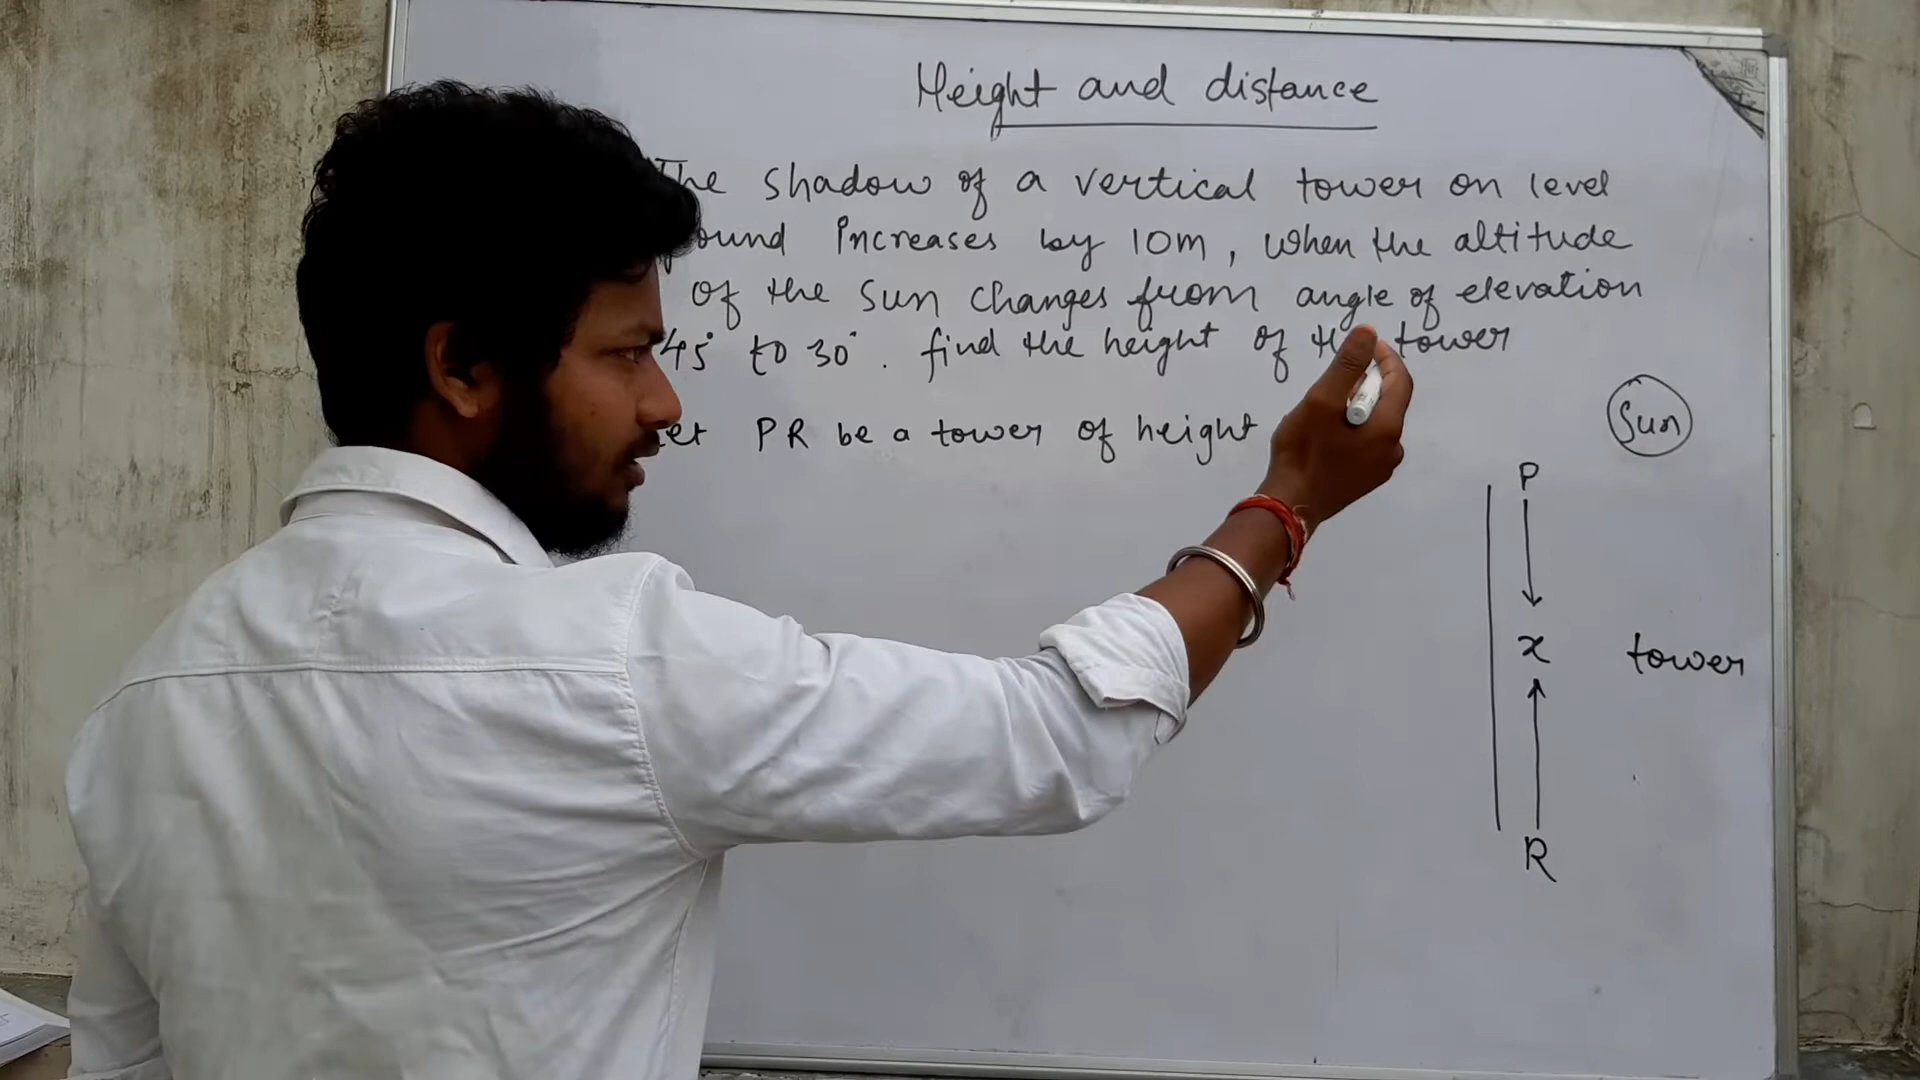 Height and distance
The shadow of a vertical tower on level
increases by 10m, when the altitude
of the sun changes from angle of elevation
45° to 30°. find the height of tower
PR be a tower of height
Sun
P
x
tower
R